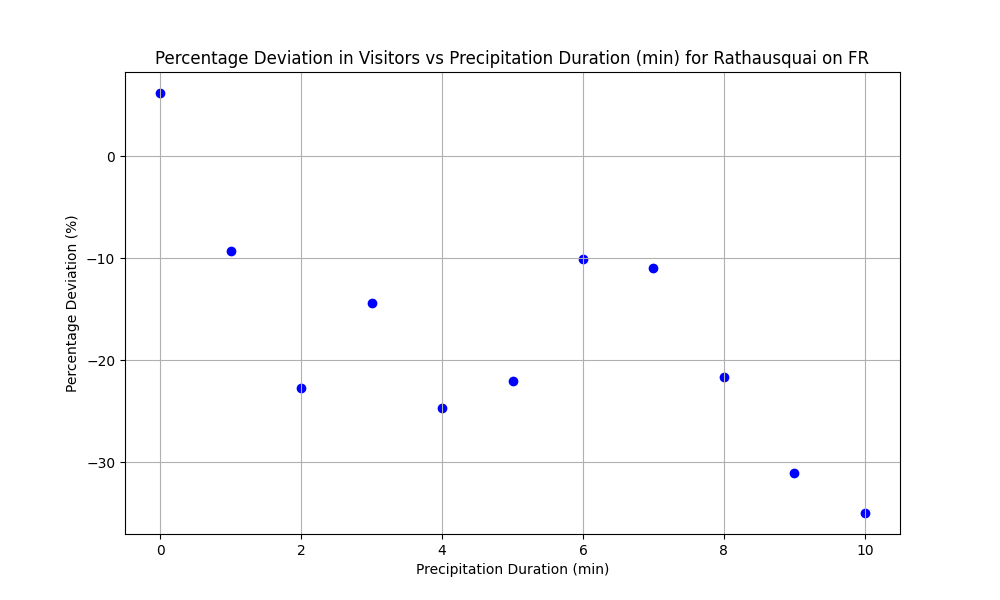 Percentage Deviation in Visitors vs Precipitation Duration (min) for Rathausquai on FR
Percentage Deviation (%)
0
−10
−20
−30
0 2 4 6 8 10
Precipitation Duration (min)